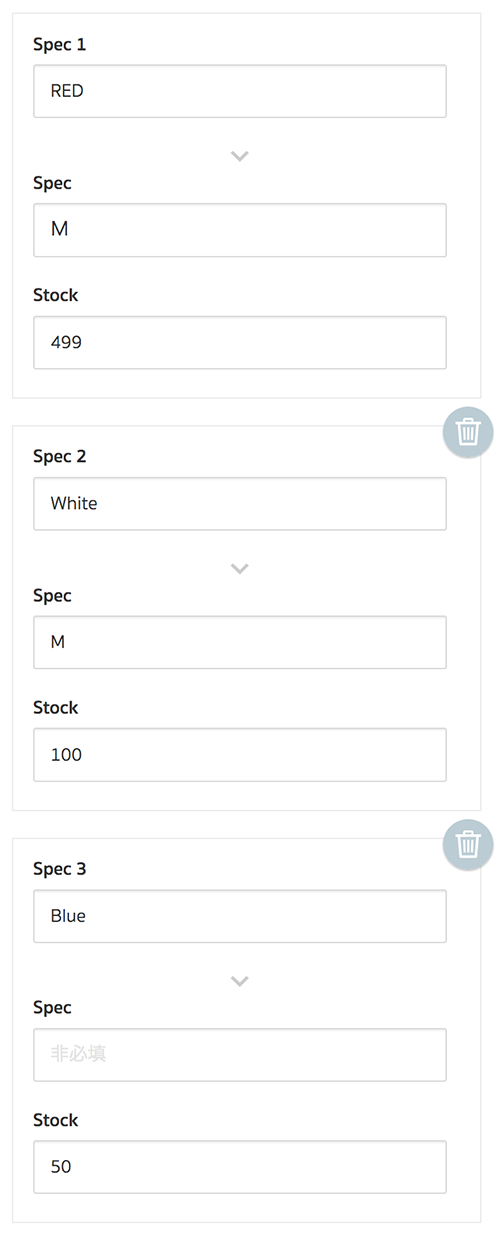 Spec 1
RED
Spec
M
Stock
499
Spec 2
White
Spec
M
Stock
100
Spec 3
Blue
Spec
非必填
Stock
50